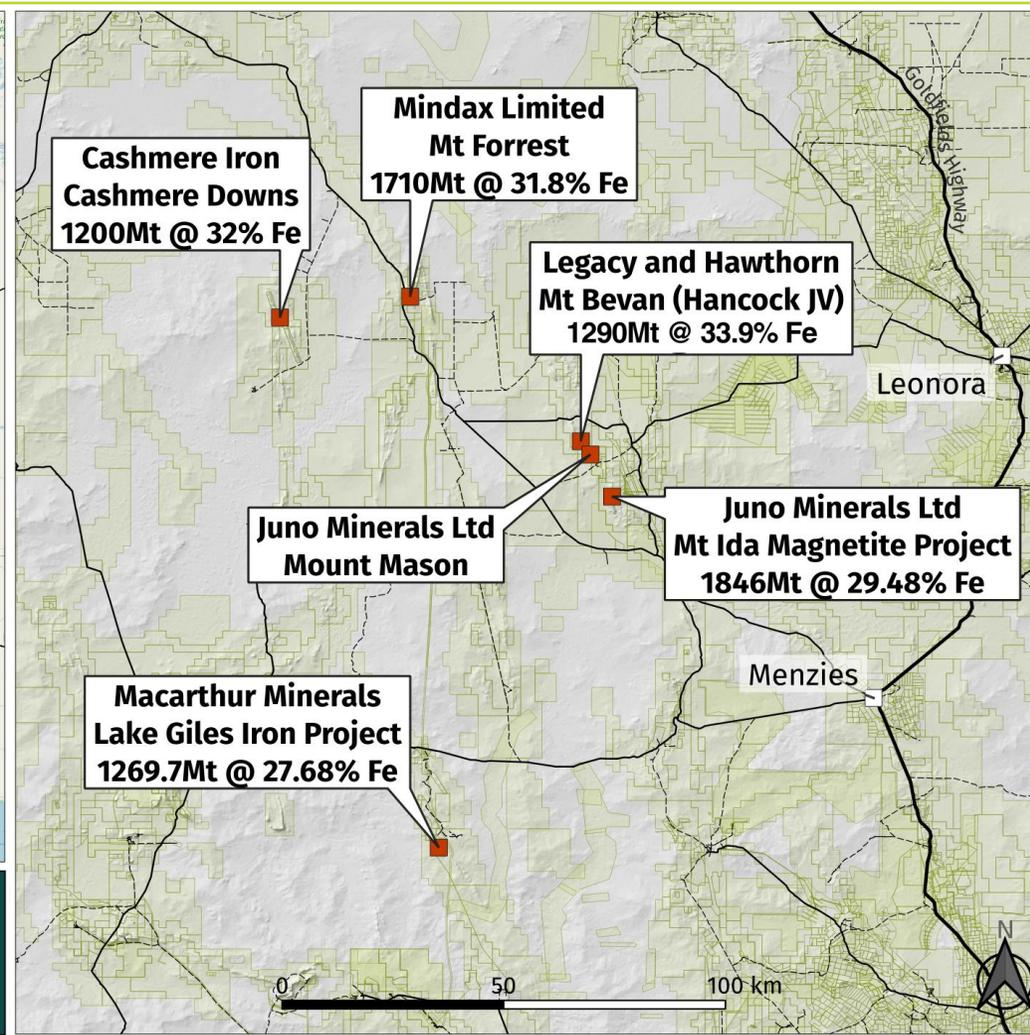 Goldfields Highway
Mindax Limited
Mt Forrest
1710Mt @ 31.8% Fe
Cashmere Iron
Cashmere Downs
1200Mt @ 32% Fe
Legacy and Hawthorn
Mt Bevan (Hancock JV)
1290Mt @ 33.9% Fe
Leonora
Juno Minerals Ltd
Mount Mason
Juno Minerals Ltd
Mt Ida Magnetite Project
1846Mt @ 29.48% Fe
Menzies
Macarthur Minerals
Lake Giles Iron Project
1269.7Mt @ 27.68% Fe
N
0 50 100 km